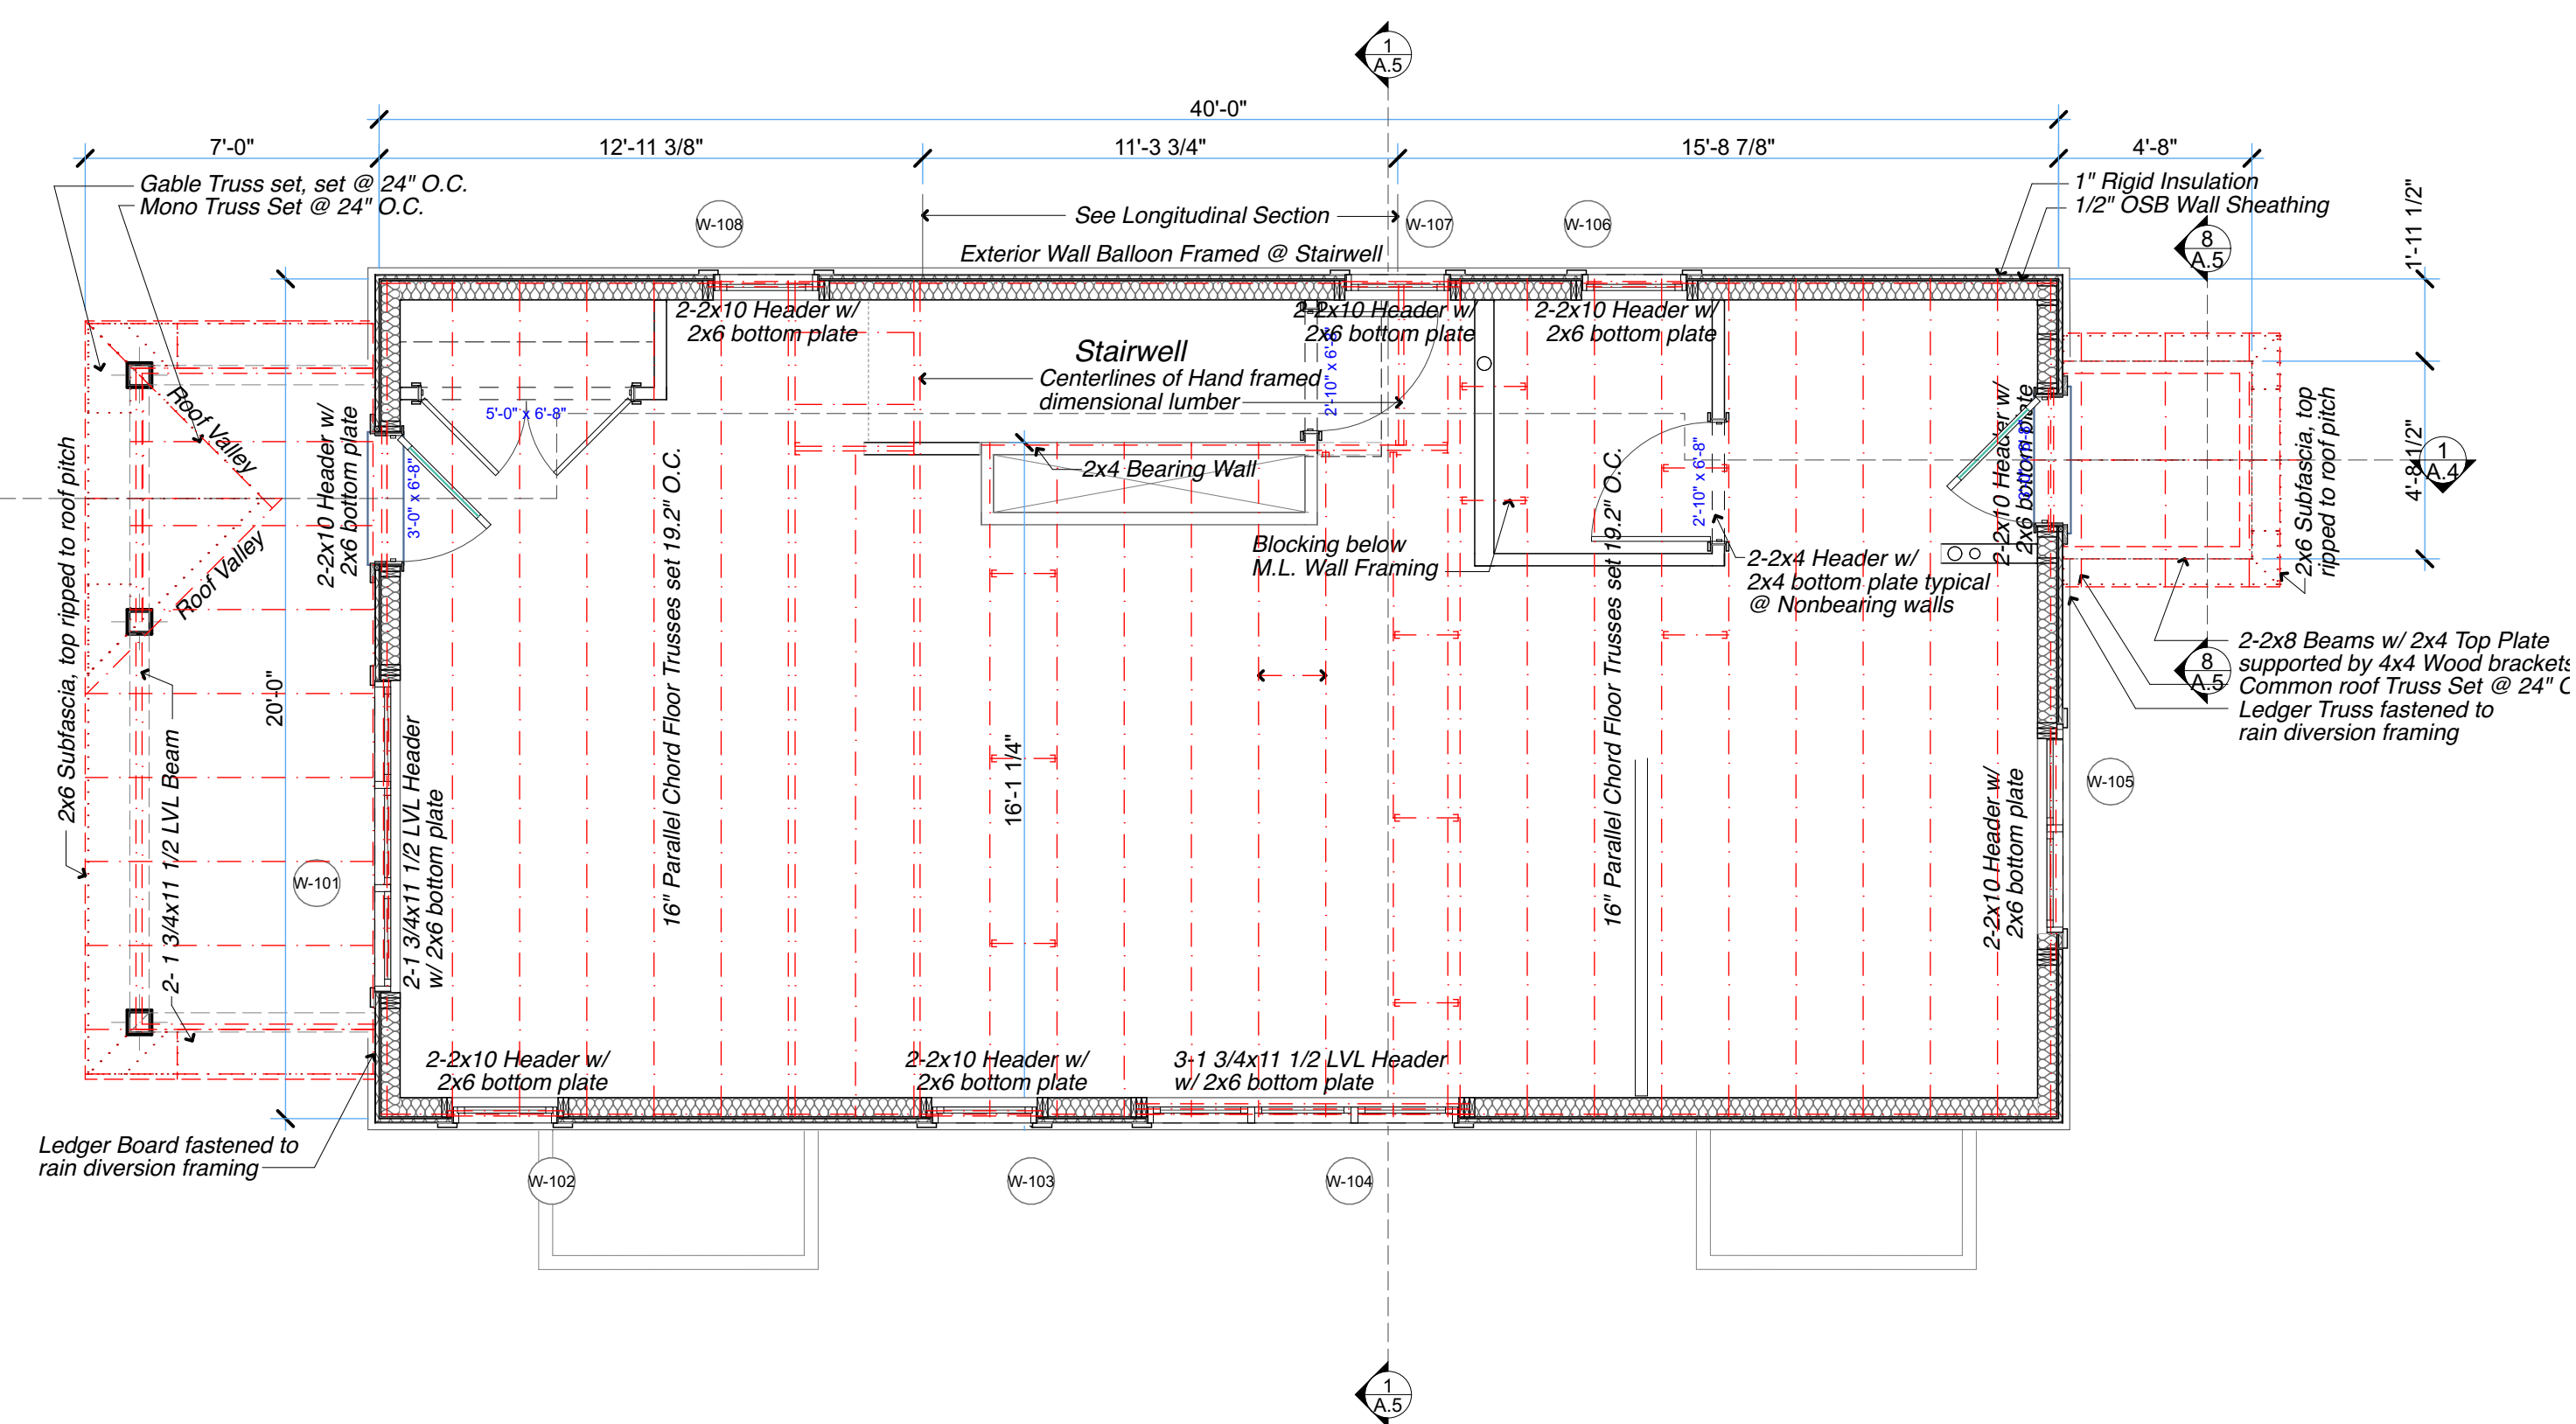 1
A.5
40'-0"
7'-0"
12'-11 3/8"
11'-3 3/4"
15'-8 7/8"
4'-8"
Gable Truss set, set @ 24" O.C.
Mono Truss Set @ 24" O.C.
W-108
See Longitudinal Section
W-107
W-106
1" Rigid Insulation
1/2" OSB Wall Sheathing
1'-11 1/2"
8
A.5
Exterior Wall Balloon Framed @ Stairwell
2-2x10 Header w/
2x6 bottom plate
2-2x10 Header w/
2x6 bottom plate
2-2x10 Header w/
2x6 bottom plate
Stairwell
Centerlines of Hand framed
dimensional lumber
2'-10" x 6'-8"
Roof Valley
Roof Valley
5'-0" x 6'-8"
3'-0" x 6'-8"
2-2x10 Header w/
2x6 bottom plate
2x4 Bearing Wall
2'-10" x 6'-8"
2-2x10 Header w/
2x6 bottom plate
2x6 Subfascia, top
ripped to roof pitch
4'-8 1/2"
1
A.4
2x6 Subfascia, top ripped to roof pitch
16" Parallel Chord Floor Trusses set 19.2" O.C.
16" Parallel Chord Floor Trusses set 19.2" O.C.
Blocking below
M.L. Wall Framing
2-2x4 Header w/
2x4 bottom plate typical
@ Nonbearing walls
2-2x8 Beams w/ 2x4 Top Plate
supported by 4x4 Wood brackets
Common roof Truss Set @ 24"
Ledger Truss fastened to
rain diversion framing
8
A.5
20'-0"
2- 1 3/4x11 1/2 LVL Beam
2-1 3/4x11 1/2 LVL Header
w/ 2x6 bottom plate
16'-1 1/4"
W-101
W-105
2-2x10 Header w/
2x6 bottom plate
2-2x10 Header w/
2x6 bottom plate
2-2x10 Header w/
2x6 bottom plate
3-1 3/4x11 1/2 LVL Header
w/ 2x6 bottom plate
Ledger Board fastened to
rain diversion framing
W-102
W-103
W-104
1
A.5